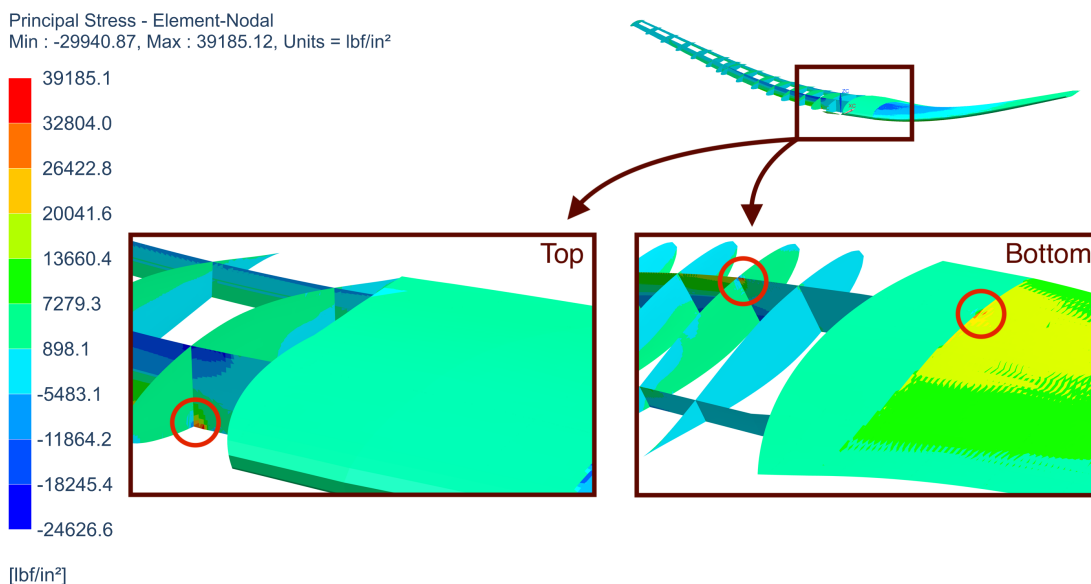 Principal Stress - Element-Nodal
Min : -29940.87, Max : 39185.12, Units = lbf/in²
39185.1
32804.0
26422.8
20041.6
13660.4
7279.3
898.1
-5483.1
-11864.2
-18245.4
-24626.6
[lbf/in²]
ZC
XC
Top
Bottom